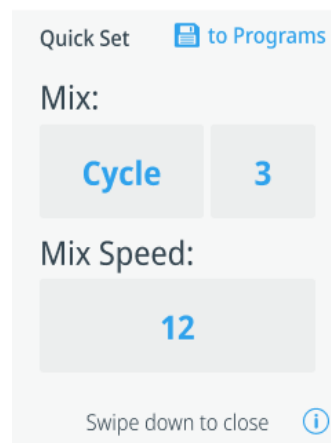 Quick Set to Programs
Mix:
Cycle 3
Mix Speed:
12
Swipe down to close